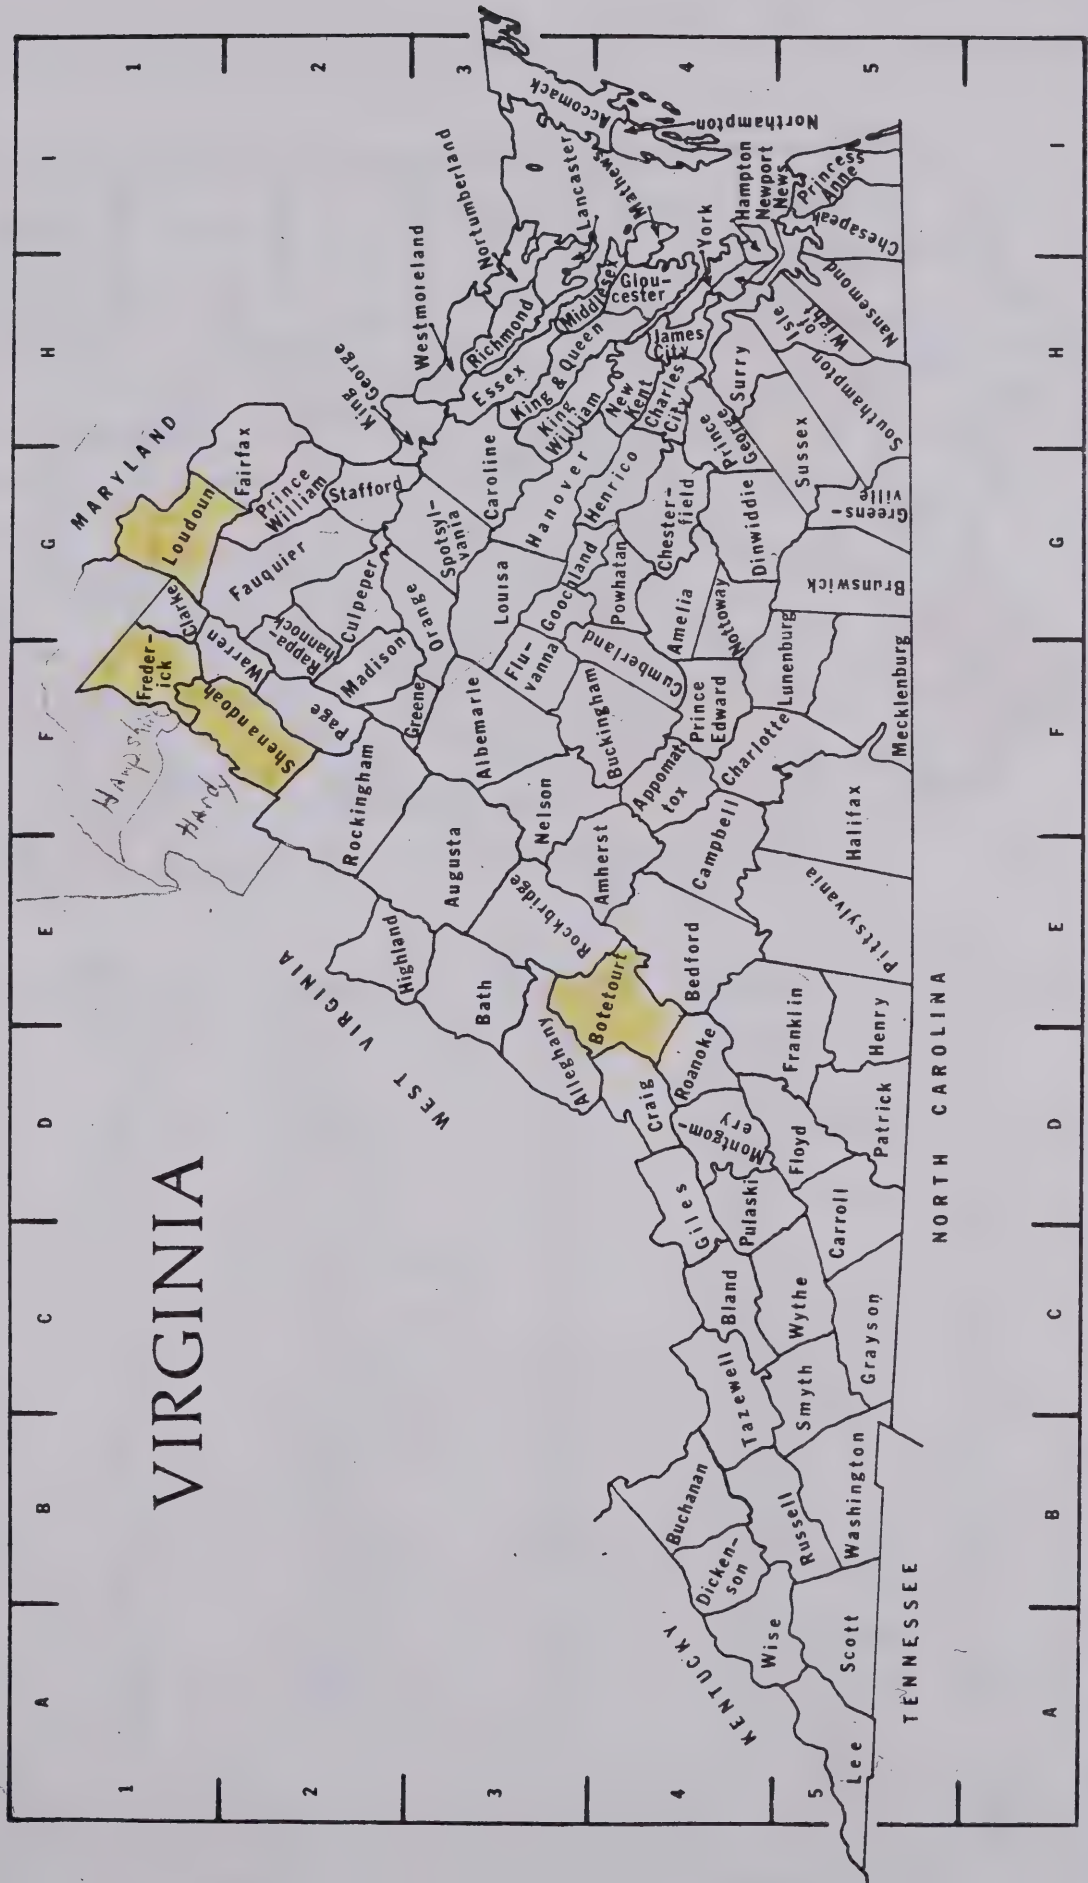 VIRGINIA
A
B
C
D
E
F
G
H
I
1
2
3
4
5
MARYLAND
WEST VIRGINIA
KENTUCKY
TENNESSEE
NORTH CAROLINA
Hampshire
Hardy
Freder-
ick
Clarke
Loudoun
Shenandoah
Warren
Fauquier
Fairfax
Prince
William
Page
Rappa-
hannock
Culpeper
Stafford
King
George
Westmoreland
Nortumberland
Lancaster
Mathews
Accomack
Northampton
Rockingham
Madison
Greene
Orange
Spotsyl-
vania
Caroline
Essex
Richmond
Middlesex
King & Queen
King
William
Glou-
cester
York
Hampton
Newport
News
Princess
Anne
Chesapeak
Nansemond
Isle
of
Wight
Highland
Augusta
Albemarle
Louisa
Hanover
New
Kent
James
City
Charles
City
Bath
Rockbridge
Nelson
Flu-
vanna
Goochland
Henrico
Alleghany
Botetourt
Amherst
Buckingham
Cumberland
Powhatan
Chester-
field
Prince
George
Surry
Craig
Roanoke
Bedford
Campbell
Appomat
tox
Prince
Edward
Amelia
Nottoway
Dinwiddie
Sussex
Southampton
Giles
Montgom-
ery
Floyd
Franklin
Pittsylvania
Halifax
Charlotte
Lunenburg
Mecklenburg
Brunswick
Greens-
ville
Buchanan
Dicken-
son
Wise
Lee
Scott
Russell
Washington
Tazewell
Smyth
Bland
Wythe
Grayson
Pulaski
Carroll
Patrick
Henry
A
B
C
D
E
F
G
H
I
1
2
3
4
5